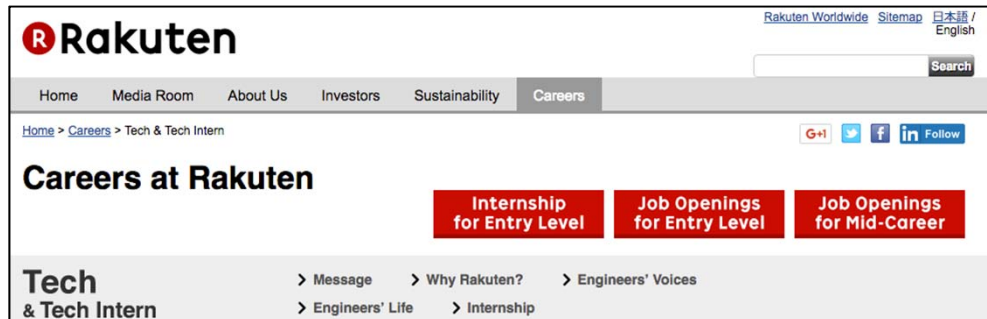 Rakuten Worldwide Sitemap 日本語 /
English
R Rakuten
Search
Home Media Room About Us Investors Sustainability Careers
Home > Careers > Tech & Tech Intern
G+1 f in Follow
Careers at Rakuten
Internship
for Entry Level
Job Openings
for Entry Level
Job Openings
for Mid-Career
Tech
& Tech Intern
> Message > Why Rakuten? > Engineers' Voices
> Engineers' Life > Internship